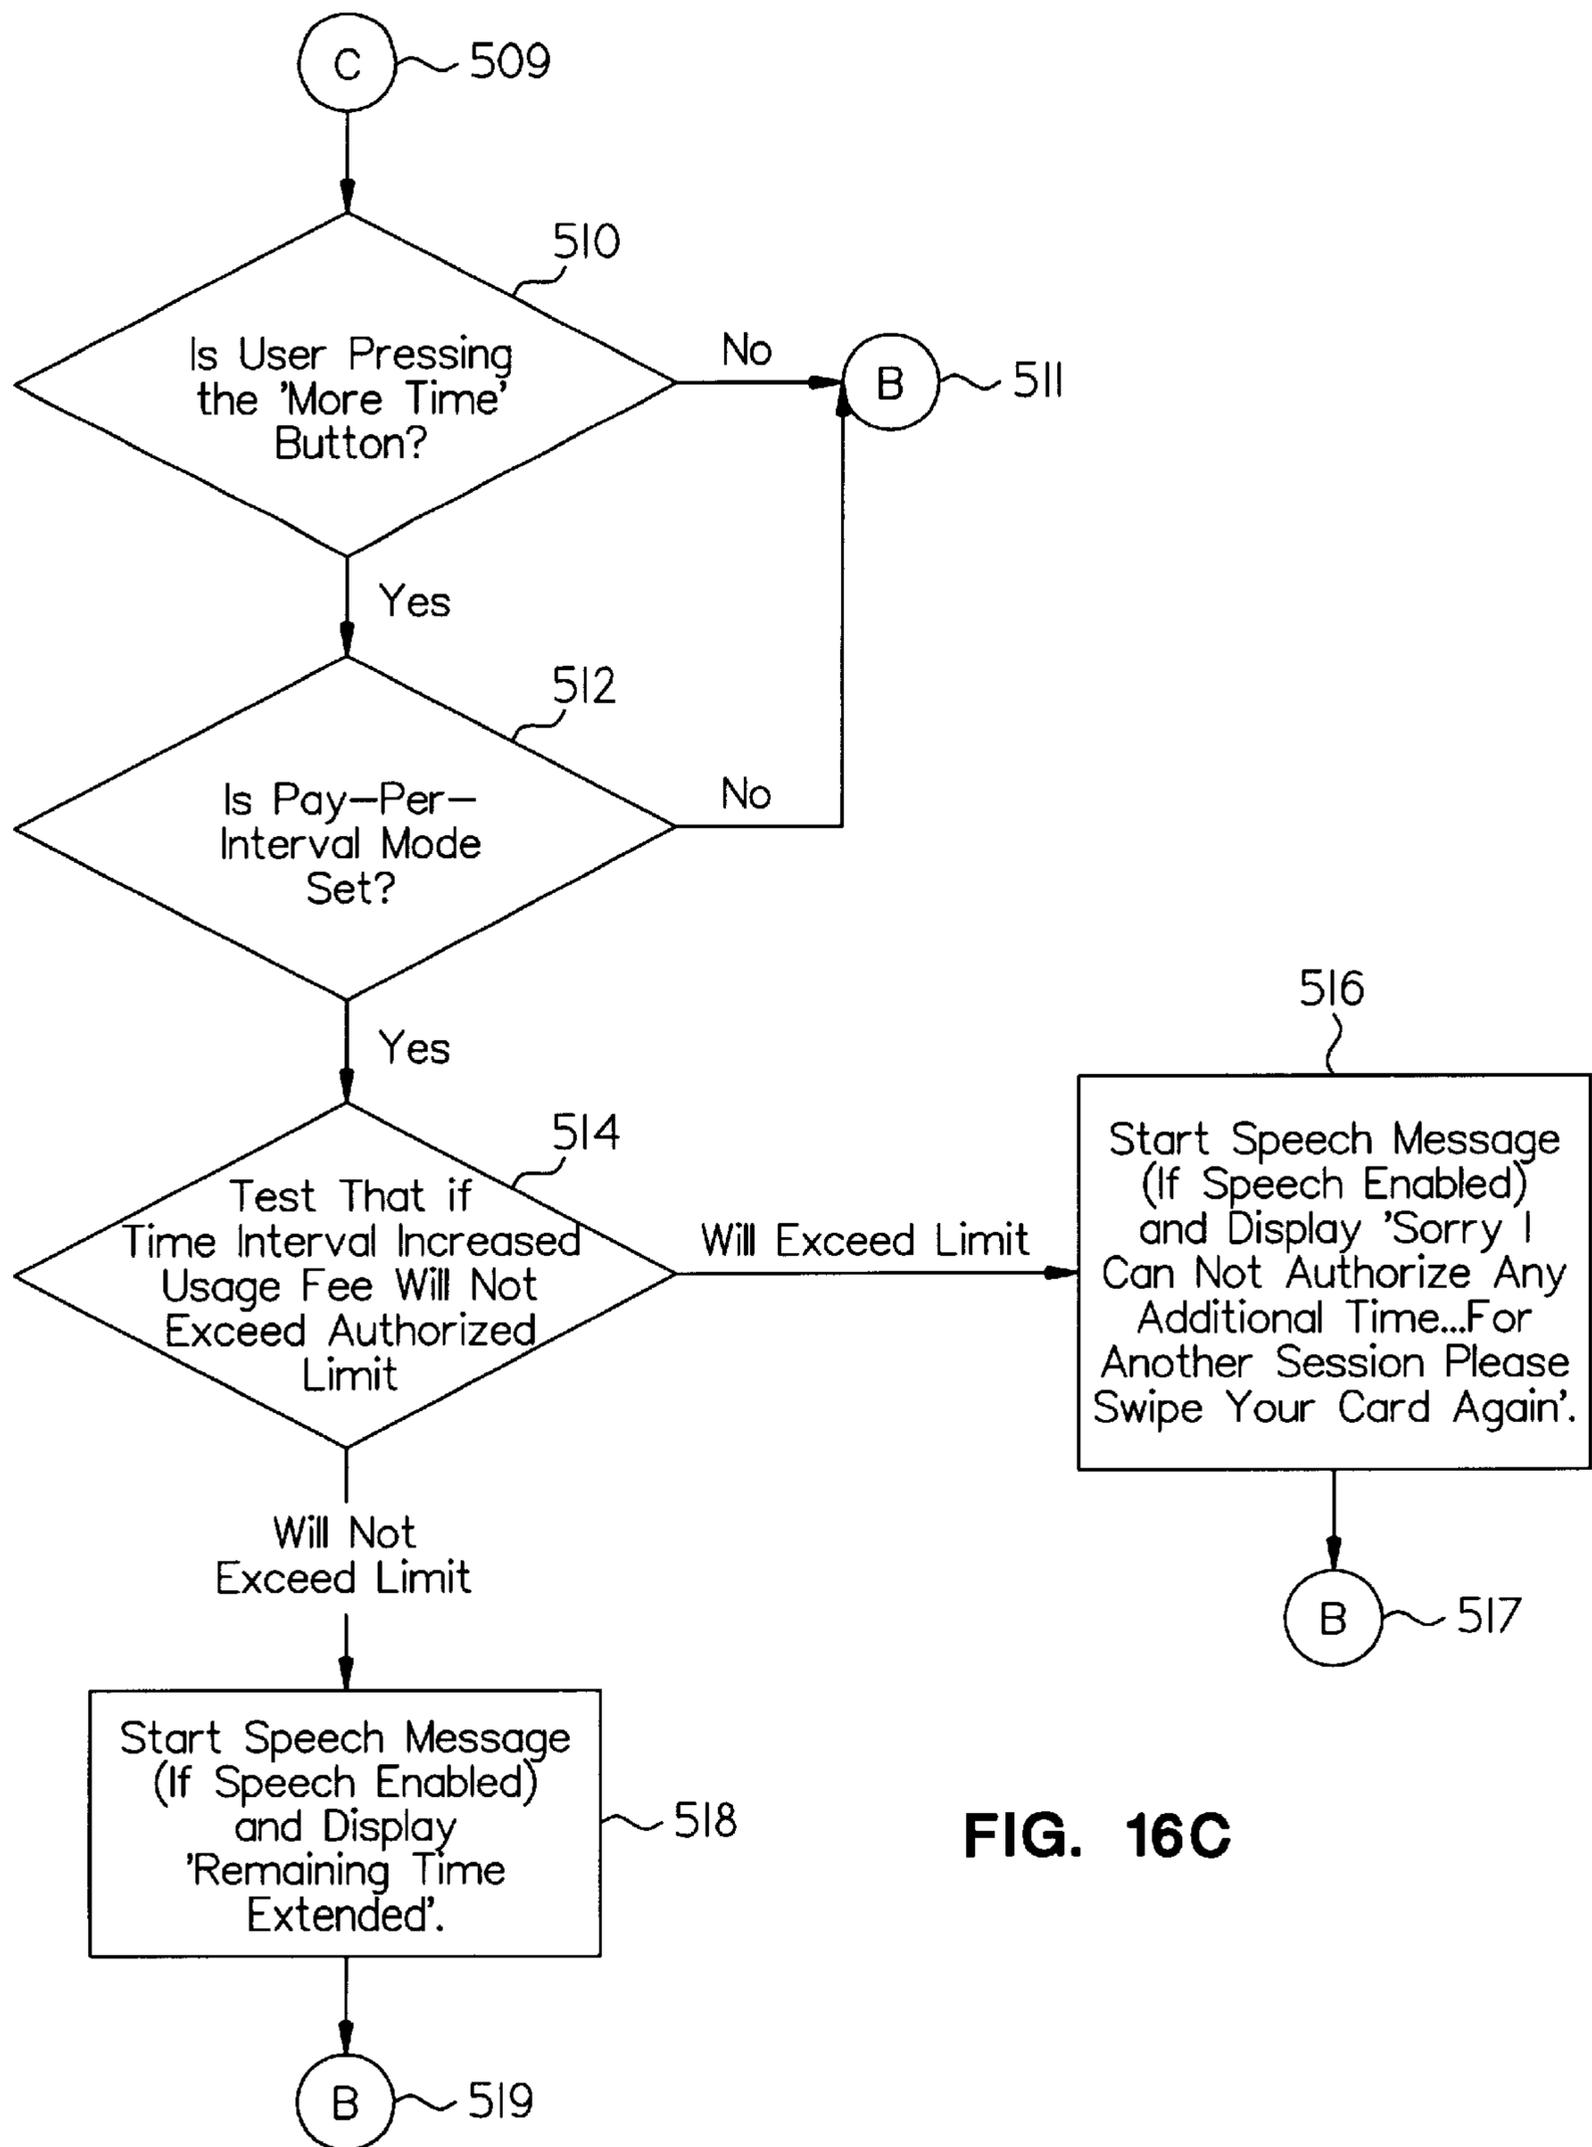 C
509
510
Is User Pressing
the 'More Time'
Button?
No
B
511
Yes
512
Is Pay-Per-
Interval Mode
Set?
No
Yes
514
Test That if
Time Interval Increased
Usage Fee Will Not
Exceed Authorized
Limit
Will Exceed Limit
516
Start Speech Message
(If Speech Enabled)
and Display 'Sorry I
Can Not Authorize Any
Additional Time...For
Another Session Please
Swipe Your Card Again'.
B
517
Will Not
Exceed Limit
Start Speech Message
(If Speech Enabled)
and Display
'Remaining Time
Extended'.
518
B
519
FIG. 16C